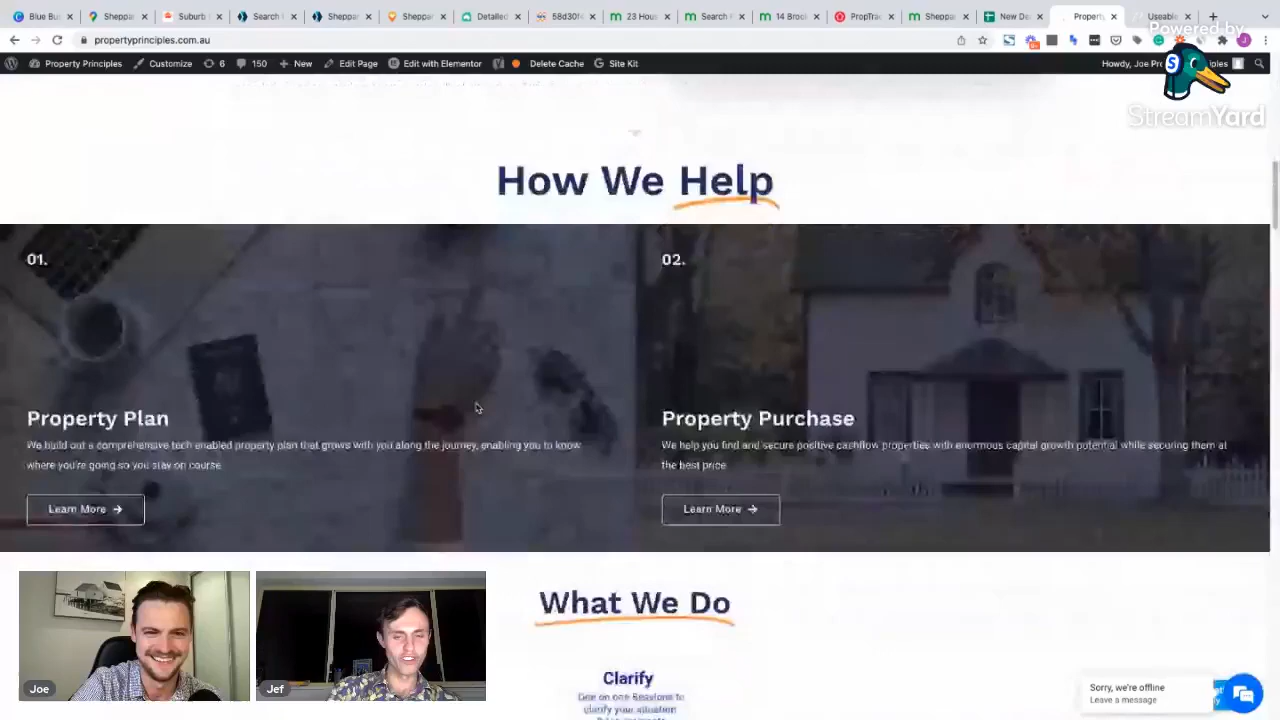 Blue Bu
Sheppar
Suburb
Search
Sheppar
Sheppar
Detailed
58d30f
23 Hous
Search
14 Broo
PropTrac
Sheppar
New De
Property
Useable
propertyprinciples.com.au
Powered by
StreamYard
Property Principles
Customize
6
150
New
Edit Page
Edit with Elementor
Delete Cache
Site Kit
Howdy, Joe Pr
How We Help
01.
Property Plan
We build out a comprehensive tech enabled property plan that grows with you along the journey, enabling you to know
where you're going so you stay on course
Learn More →
02.
Property Purchase
We help you find and secure positive cashflow properties with enormous capital growth potential while securing them at
the best price
Learn More →
What We Do
Clarify
One on one Sessions to
clarify your situation
Joe
Jef
Sorry, we're offline
Leave a message